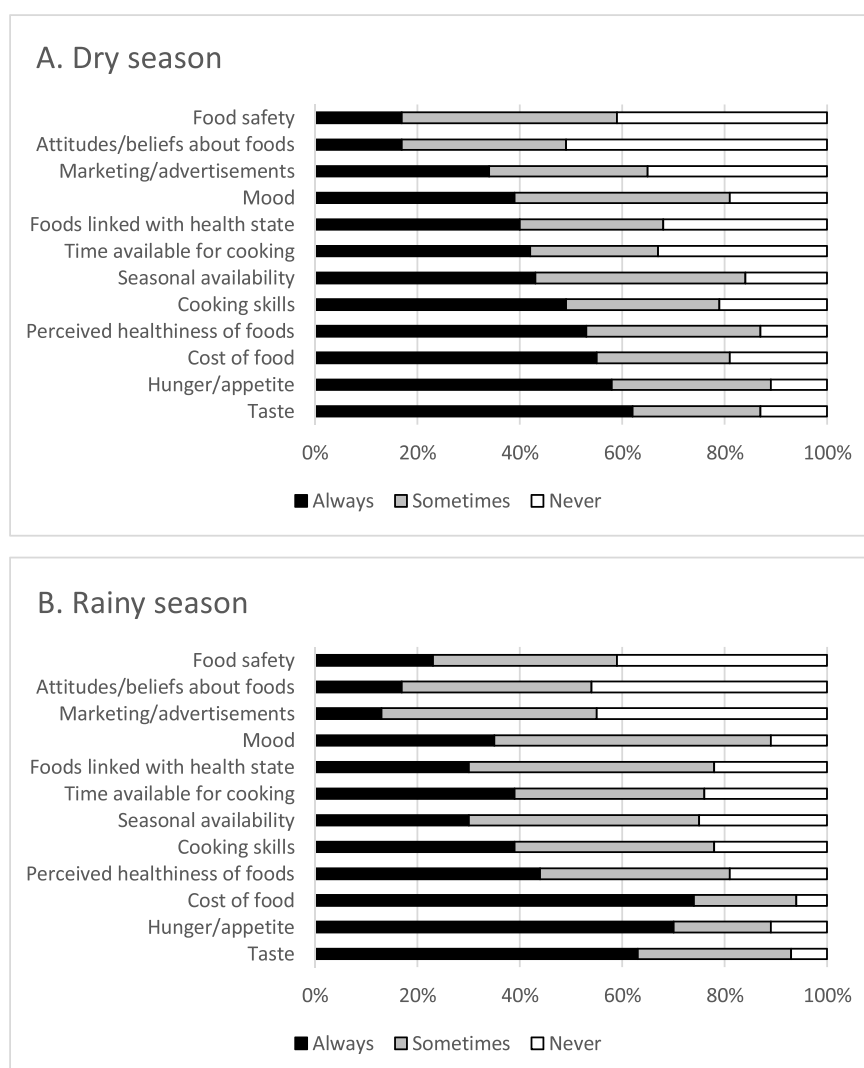 A. Dry season
Food safety
Attitudes/beliefs about foods
Marketing/advertisements
Mood
Foods linked with health state
Time available for cooking
Seasonal availability
Cooking skills
Perceived healthiness of foods
Cost of food
Hunger/appetite
Taste
0% 20% 40% 60% 80% 100%
Always Sometimes Never
B. Rainy season
Food safety
Attitudes/beliefs about foods
Marketing/advertisements
Mood
Foods linked with health state
Time available for cooking
Seasonal availability
Cooking skills
Perceived healthiness of foods
Cost of food
Hunger/appetite
Taste
0% 20% 40% 60% 80% 100%
Always Sometimes Never